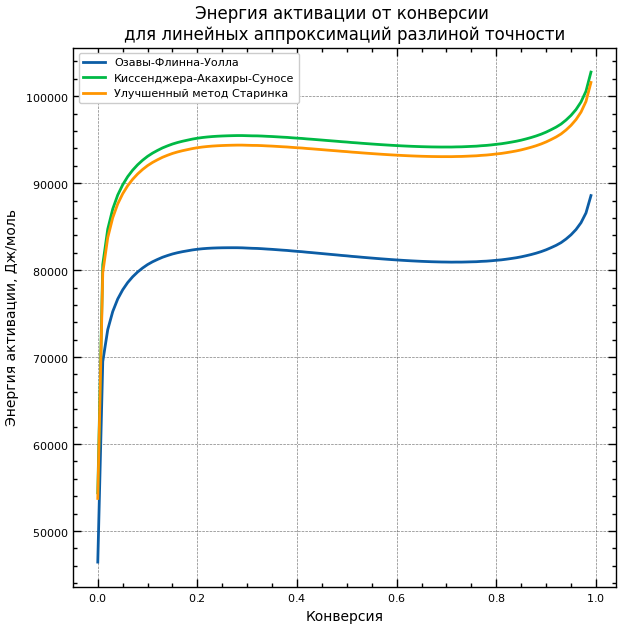 Энергия активации от конверсии
для линейных аппроксимаций разлиной точности
Озавы-Флинна-Уолла
Киссенджера-Акахиры-Суносе
Улучшенный метод Старинка
Энергия активации, Дж/моль
100000
90000
80000
70000
60000
50000
0.0 0.2 0.4 0.6 0.8 1.0
Конверсия